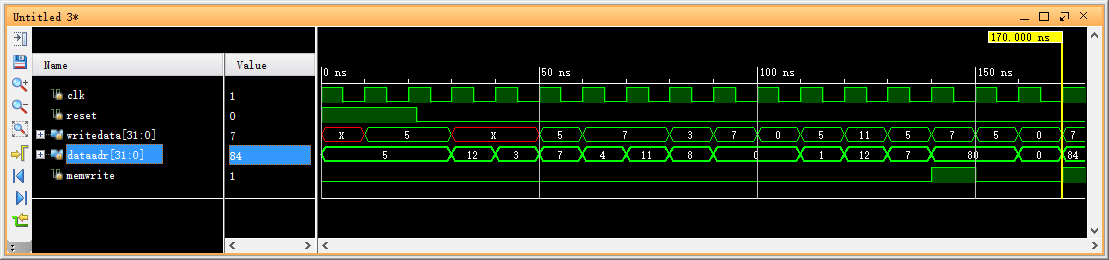 Untitled 3*
170.000 ns
Name Value
0 ns 50 ns 100 ns 150 ns
clk 1
reset 0
writedata[31:0] 7 X 5 X 5 7 3 7 0 11 5 7 5 0 7
dataadr[31:0] 84 5 12 3 7 4 11 8 0 1 12 7 80 0 84
memwrite 1